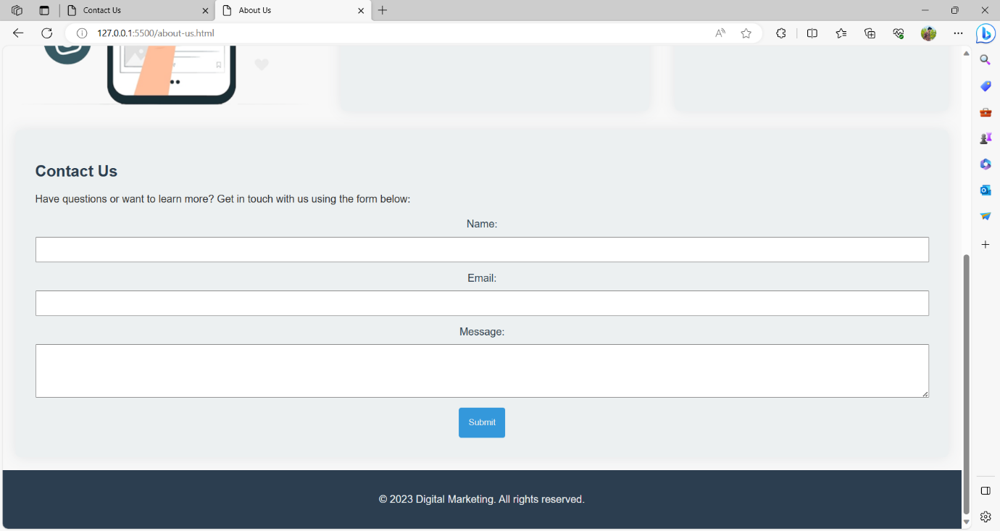 Contact Us
About Us
127.0.0.1:5500/about-us.html
Contact Us
Have questions or want to learn more? Get in touch with us using the form below:
Name:
Email:
Message:
Submit
© 2023 Digital Marketing. All rights reserved.